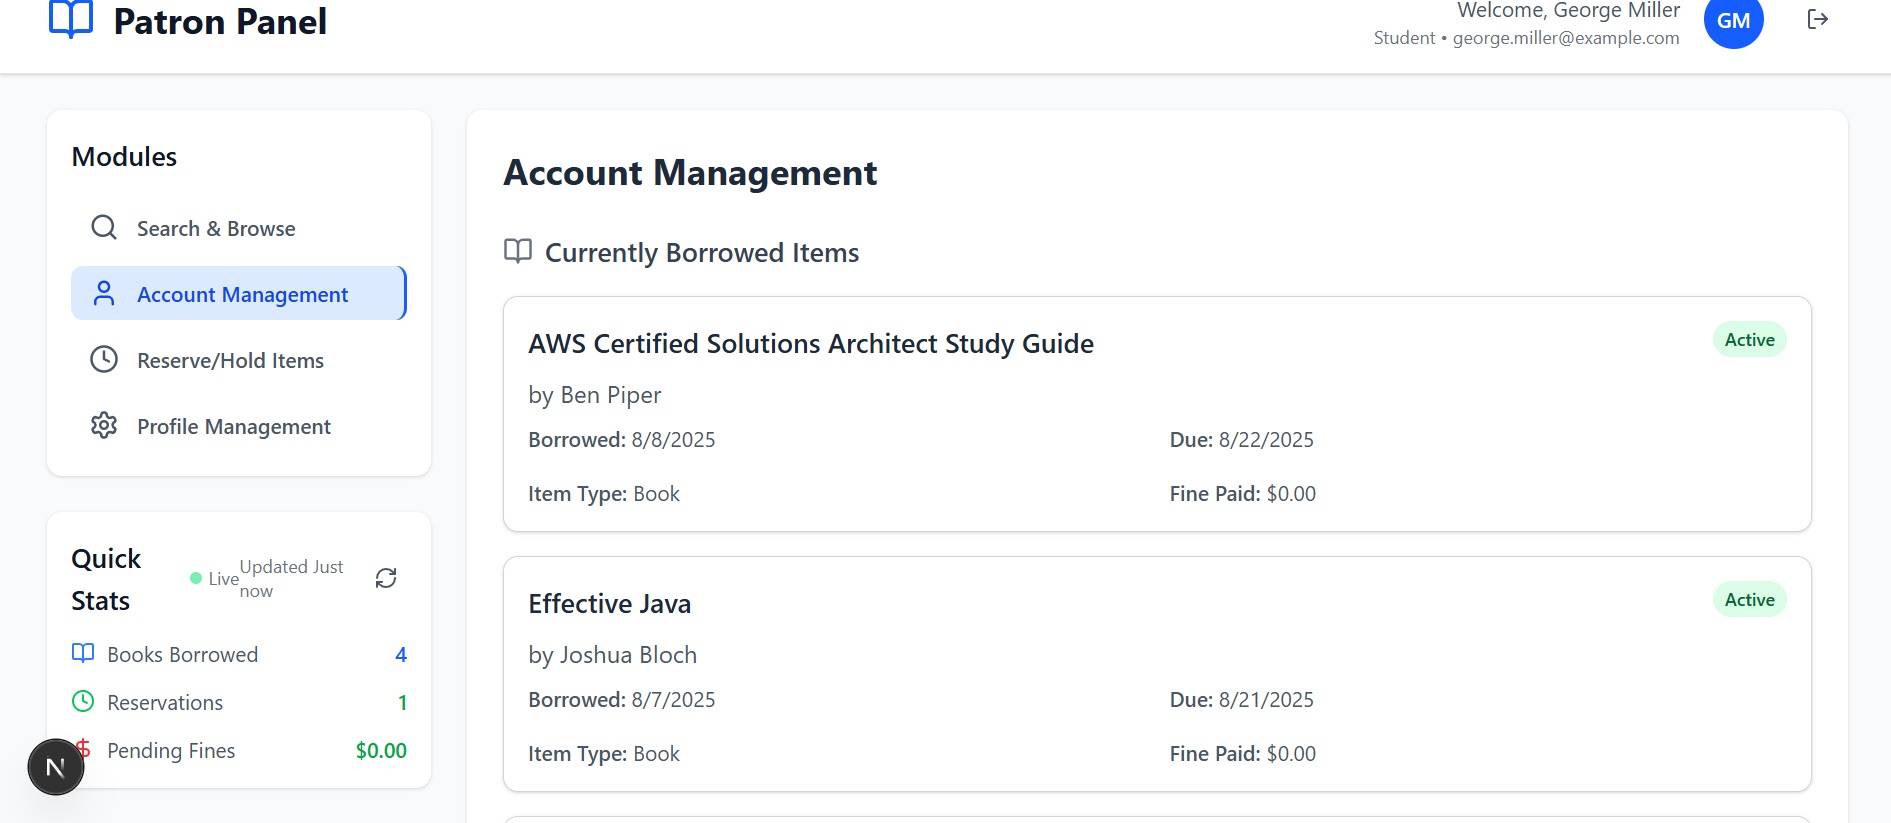 Patron Panel
Welcome, George Miller
Student • george.miller@example.com
GM
Modules
Search & Browse
Account Management
Reserve/Hold Items
Profile Management
Quick Stats
Live
Updated Just now
Books Borrowed 4
Reservations 1
Pending Fines $0.00
N
Account Management
Currently Borrowed Items
AWS Certified Solutions Architect Study Guide
Active
by Ben Piper
Borrowed: 8/8/2025
Due: 8/22/2025
Item Type: Book
Fine Paid: $0.00
Effective Java
Active
by Joshua Bloch
Borrowed: 8/7/2025
Due: 8/21/2025
Item Type: Book
Fine Paid: $0.00